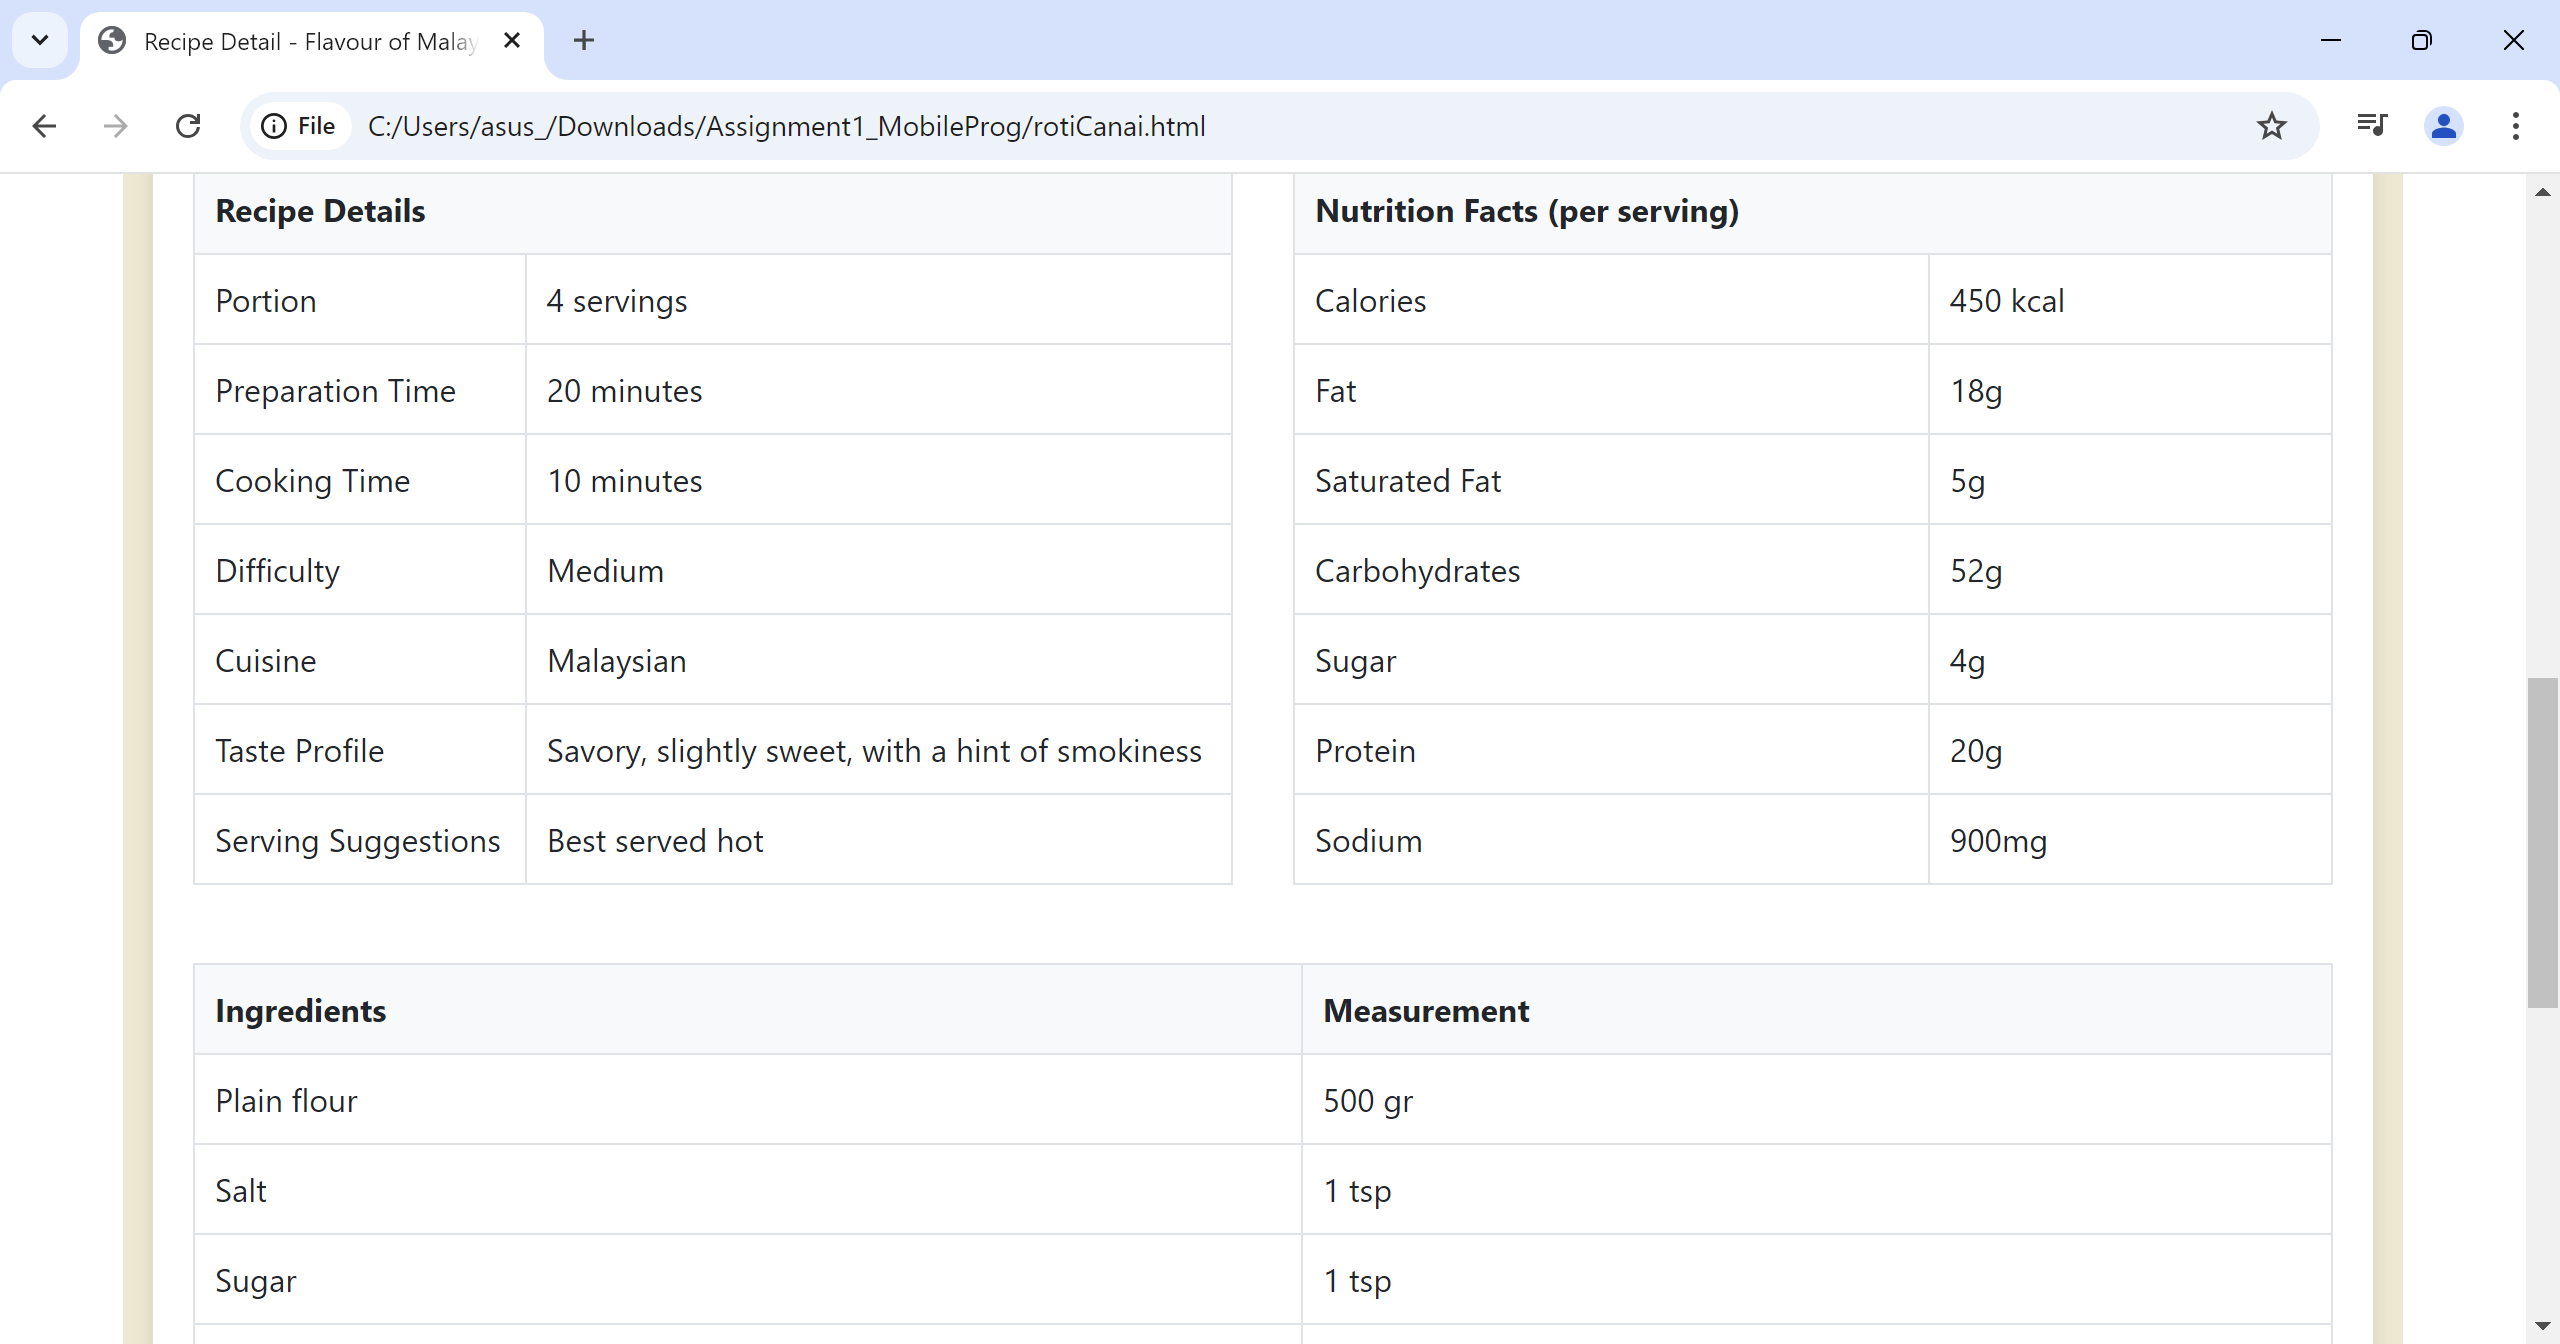 Recipe Detail - Flavour of Malay
File C:/Users/asus_/Downloads/Assignment1_MobileProg/rotiCanai.html
Recipe Details
Portion 4 servings
Preparation Time 20 minutes
Cooking Time 10 minutes
Difficulty Medium
Cuisine Malaysian
Taste Profile Savory, slightly sweet, with a hint of smokiness
Serving Suggestions Best served hot
Nutrition Facts (per serving)
Calories 450 kcal
Fat 18g
Saturated Fat 5g
Carbohydrates 52g
Sugar 4g
Protein 20g
Sodium 900mg
Ingredients Measurement
Plain flour 500 gr
Salt 1 tsp
Sugar 1 tsp